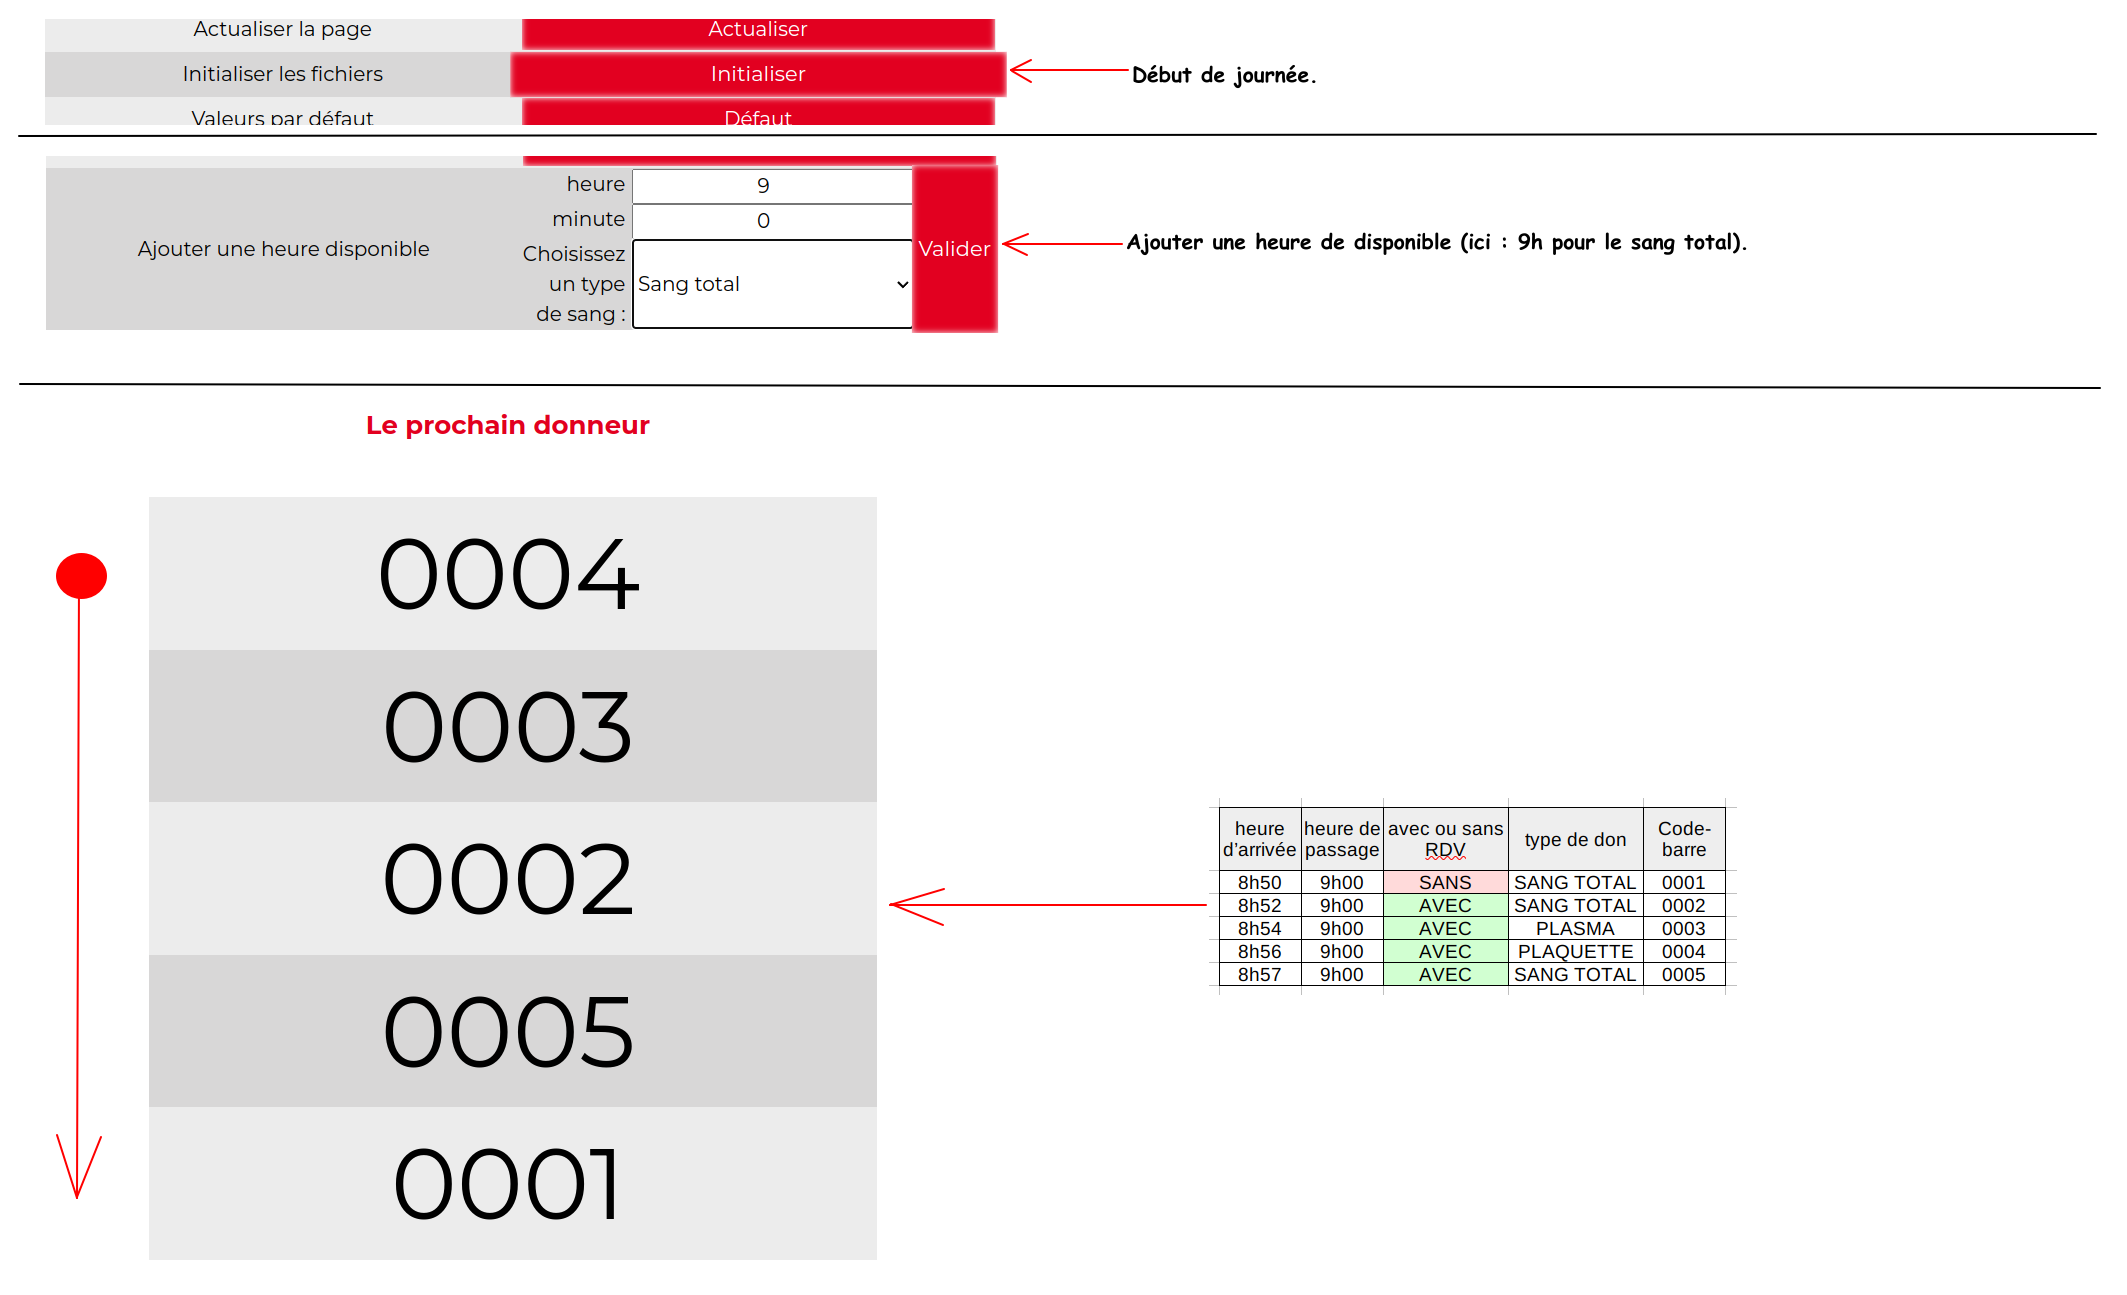 Actualiser la page Actualiser
Initialiser les fichiers Initialiser Début de journée.
Valeurs par défaut Défaut
heure 9
minute 0
Ajouter une heure disponible Choisissez un type de sang : Sang total Valider Ajouter une heure de disponible (ici : 9h pour le sang total).
Le prochain donneur
0004
0003
0002
0005
0001
heure d'arrivée heure de passage avec ou sans RDV type de don Code-barre
8h50 9h00 SANS SANG TOTAL 0001
8h52 9h00 AVEC SANG TOTAL 0002
8h54 9h00 AVEC PLASMA 0003
8h56 9h00 AVEC PLAQUETTE 0004
8h57 9h00 AVEC SANG TOTAL 0005